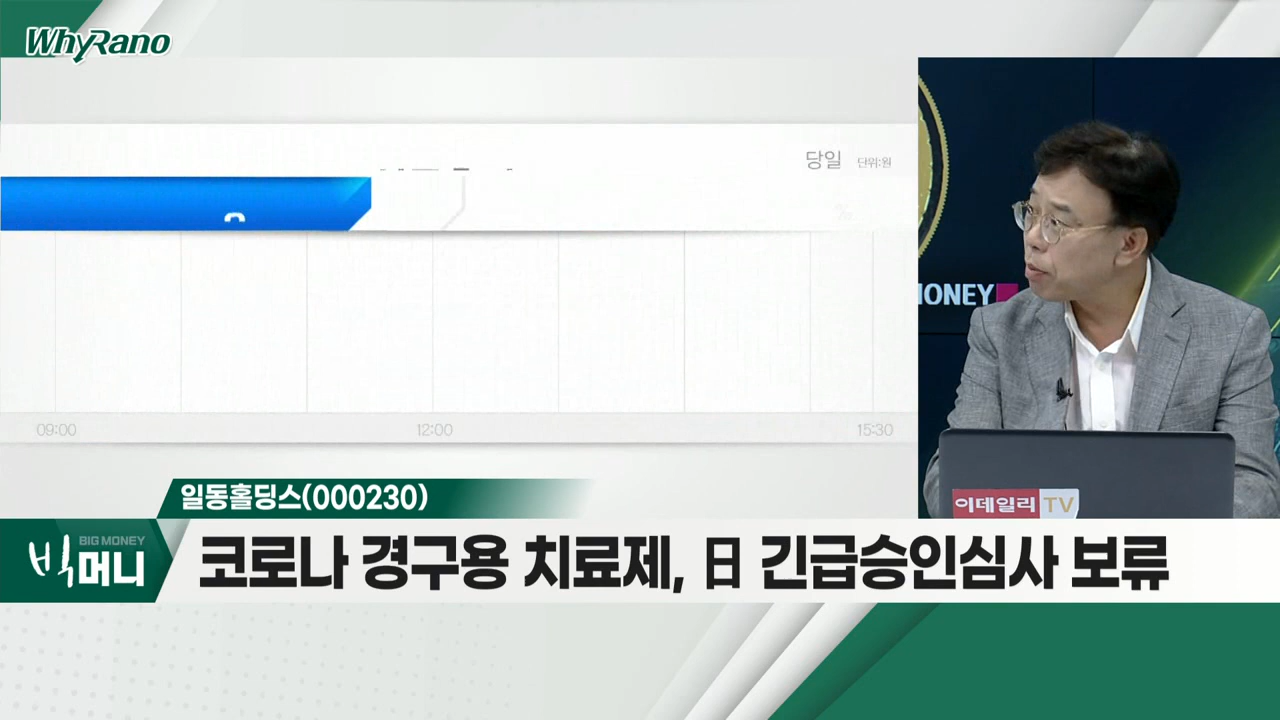 WhyRano
당일 단위:원
MONEY
09:00 12:00 15:30
일동홀딩스(000230)
이데일리 TV
BIG MONEY
빅머니
코로나 경구용 치료제, 日 긴급승인심사 보류